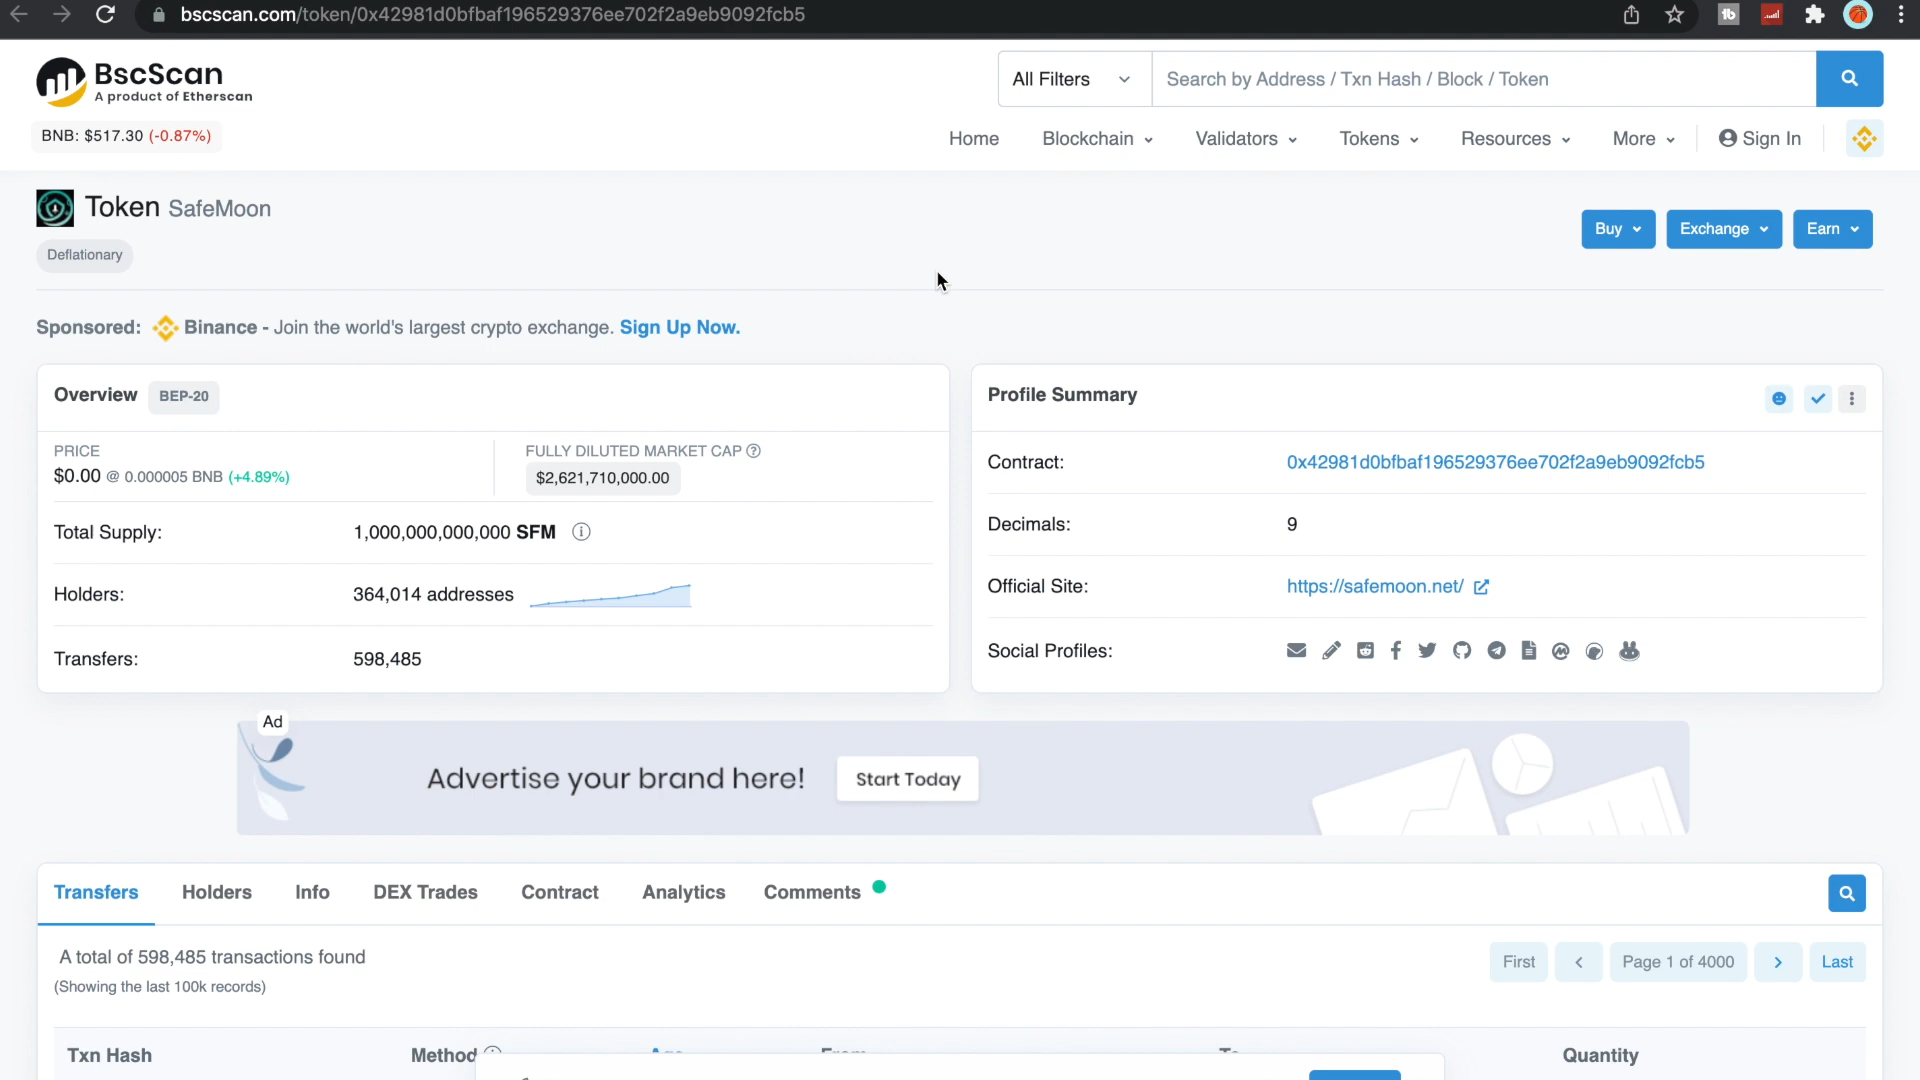 bscscan.com/token/0x42981d0bfbaf196529376ee702f2a9eb9092fcb5
BscScan
A product of Etherscan
All Filters
Search by Address / Txn Hash / Block / Token
BNB: $517.30 (-0.87%)
Home Blockchain Validators Tokens Resources More Sign In
Token SafeMoon
Deflationary
Buy Exchange Earn
Sponsored: Binance - Join the world's largest crypto exchange. Sign Up Now.
Overview BEP-20
PRICE
$0.00 @ 0.000005 BNB (+4.89%)
FULLY DILUTED MARKET CAP
$2,621,710,000.00
Total Supply: 1,000,000,000,000 SFM
Holders: 364,014 addresses
Transfers: 598,485
Profile Summary
Contract: 0x42981d0bfbaf196529376ee702f2a9eb9092fcb5
Decimals: 9
Official Site: https://safemoon.net/
Social Profiles:
Ad
Advertise your brand here! Start Today
Transfers Holders Info DEX Trades Contract Analytics Comments
A total of 598,485 transactions found
(Showing the last 100k records)
First Page 1 of 4000 Last
Txn Hash Method Quantity